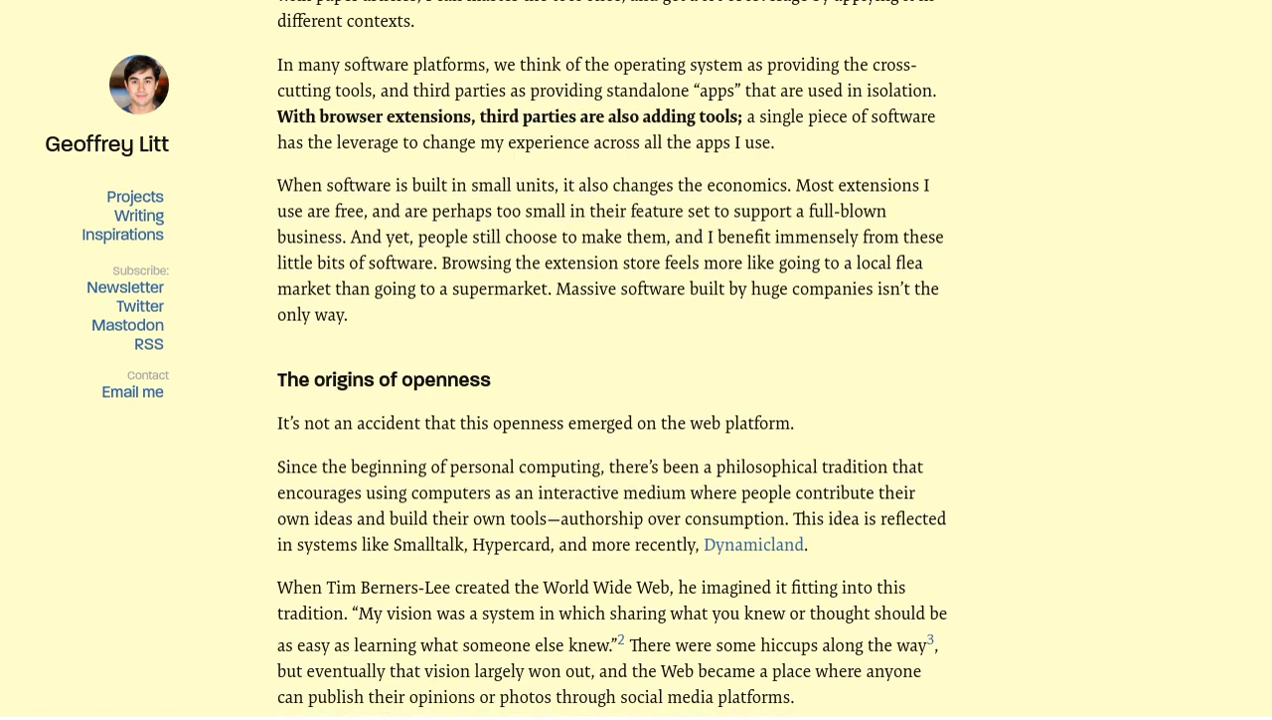 different contexts.
Geoffrey Litt
Projects
Writing
Inspirations
Subscribe:
Newsletter
Twitter
Mastodon
RSS
Contact
Email me
In many software platforms, we think of the operating system as providing the cross-
cutting tools, and third parties as providing standalone “apps” that are used in isolation.
With browser extensions, third parties are also adding tools; a single piece of software
has the leverage to change my experience across all the apps I use.
When software is built in small units, it also changes the economics. Most extensions I
use are free, and are perhaps too small in their feature set to support a full-blown
business. And yet, people still choose to make them, and I benefit immensely from these
little bits of software. Browsing the extension store feels more like going to a local flea
market than going to a supermarket. Massive software built by huge companies isn’t the
only way.
The origins of openness
It’s not an accident that this openness emerged on the web platform.
Since the beginning of personal computing, there’s been a philosophical tradition that
encourages using computers as an interactive medium where people contribute their
own ideas and build their own tools—authorship over consumption. This idea is reflected
in systems like Smalltalk, Hypercard, and more recently, Dynamicland.
When Tim Berners-Lee created the World Wide Web, he imagined it fitting into this
tradition. “My vision was a system in which sharing what you knew or thought should be
as easy as learning what someone else knew.”2 There were some hiccups along the way3,
but eventually that vision largely won out, and the Web became a place where anyone
can publish their opinions or photos through social media platforms.